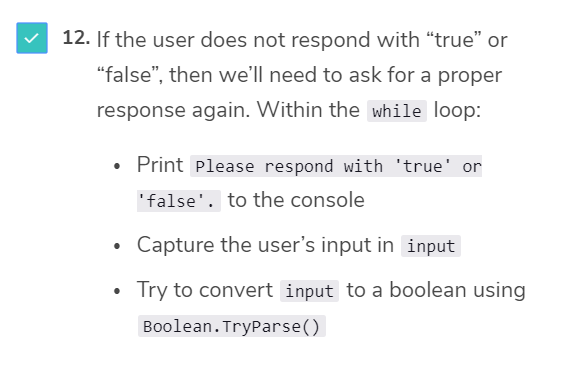 12. If the user does not respond with “true” or
“false”, then we’ll need to ask for a proper
response again. Within the while loop:
• Print Please respond with 'true' or
'false'. to the console
• Capture the user’s input in input
• Try to convert input to a boolean using
Boolean.TryParse()